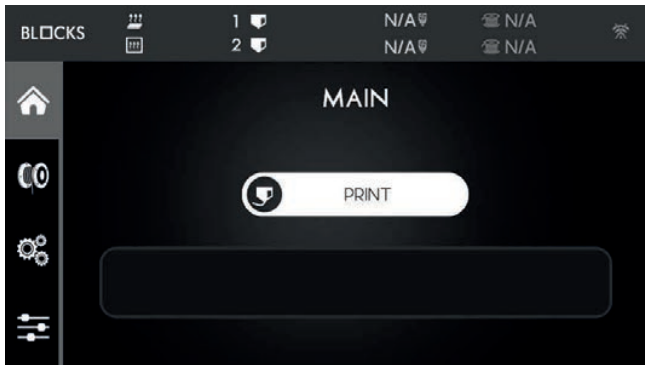 BLOCKS
1 N/A N/A
2 N/A N/A
MAIN
PRINT